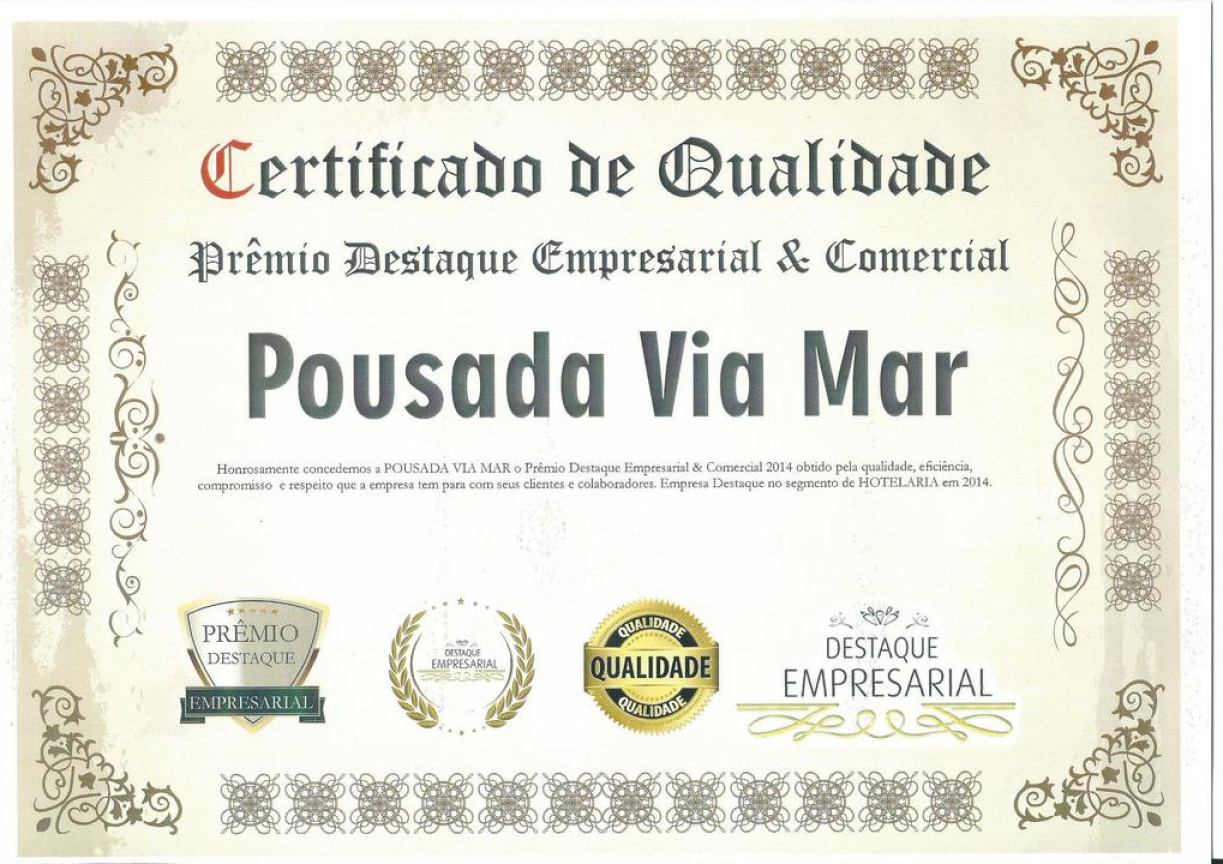 Certificado de Qualidade
Prêmio Destaque Empresarial & Comercial
Pousada Via Mar
Honrosamente concedemos a POUSADA VIA MAR o Prêmio Destaque Empresarial & Comercial 2014 obtido pela qualidade, eficiência,
compromisso e respeito que a empresa tem para com seus clientes e colaboradores. Empresa Destaque no segmento de HOTELARIA em 2014.
PRÊMIO
DESTAQUE
EMPRESARIAL
DESTAQUE
EMPRESARIAL
QUALIDADE
QUALIDADE
QUALIDADE
DESTAQUE
EMPRESARIAL